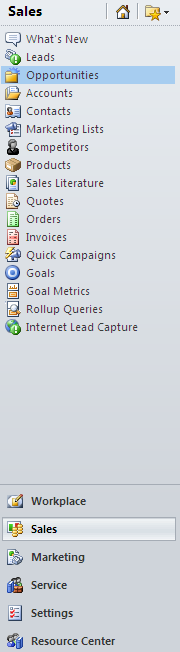 Sales
What's New
Leads
Opportunities
Accounts
Contacts
Marketing Lists
Competitors
Products
Sales Literature
Quotes
Orders
Invoices
Quick Campaigns
Goals
Goal Metrics
Rollup Queries
Internet Lead Capture
Workplace
Sales
Marketing
Service
Settings
Resource Center